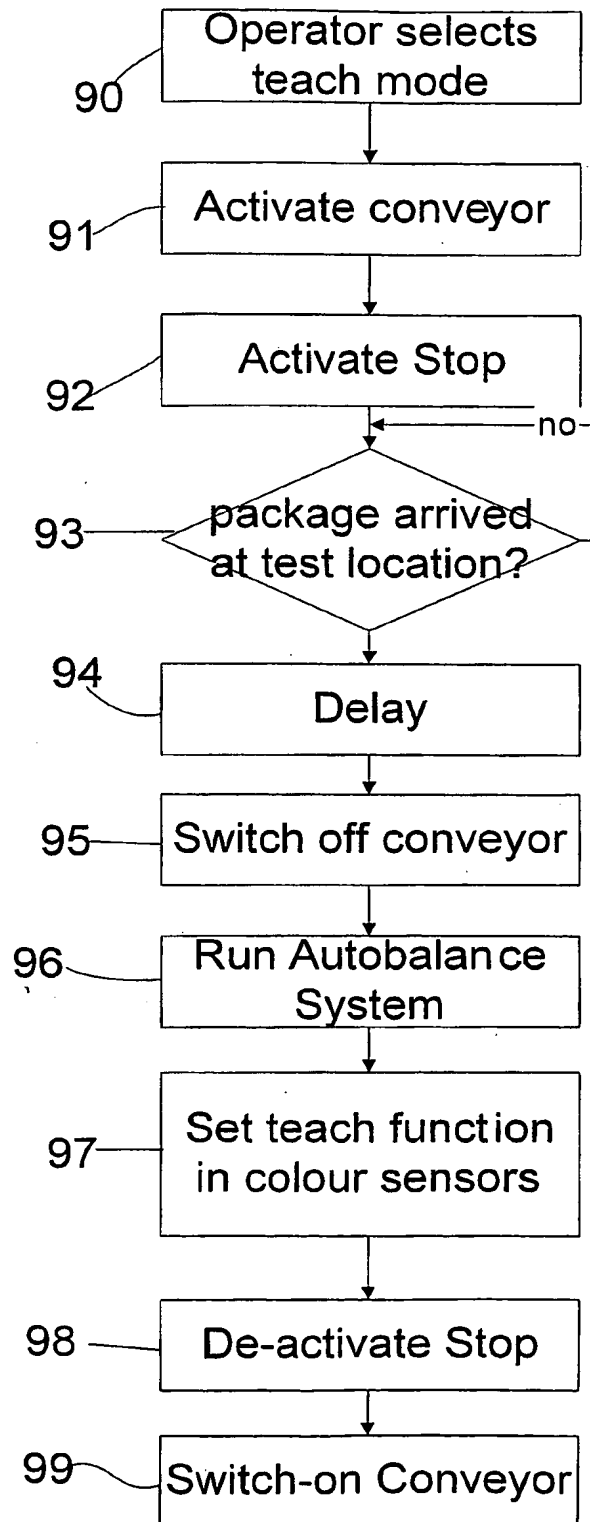 90
Operator selects
teach mode
91
Activate conveyor
92
Activate Stop
no
93
package arrived
at test location?
94
Delay
95
Switch off conveyor
96
Run Autobalance
System
97
Set teach function
in colour sensors
98
De-activate Stop
99
Switch-on Conveyor